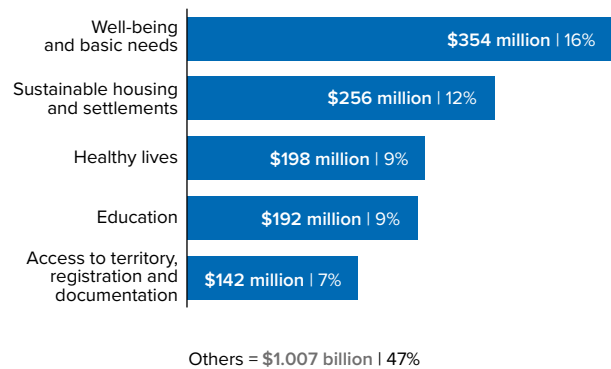 Well-being
and basic needs
$354 million | 16%
Sustainable housing
and settlements
$256 million | 12%
Healthy lives
$198 million | 9%
Education
$192 million | 9%
Access to territory,
registration and
documentation
$142 million | 7%
Others = $1.007 billion | 47%